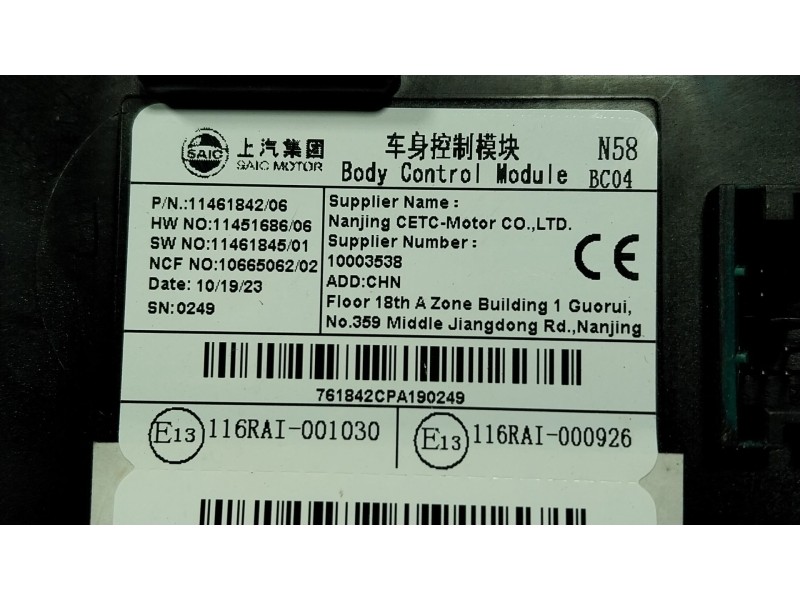 SAIC
上汽集团
SAIC MOTOR
车身控制模块
Body Control Module
N58
BC04
P/N.:11461842/06
HW NO:11451686/06
SW NO:11461845/01
NCF NO:10665062/02
Date: 10/19/23
SN:0249
Supplier Name :
Nanjing CETC-Motor CO.,LTD.
Supplier Number :
10003538
ADD:CHN
Floor 18th A Zone Building 1 Guorui,
No.359 Middle Jiangdong Rd.,Nanjing
CE
761842CPA190249
E13 116RAI-001030
E13 116RAI-000926